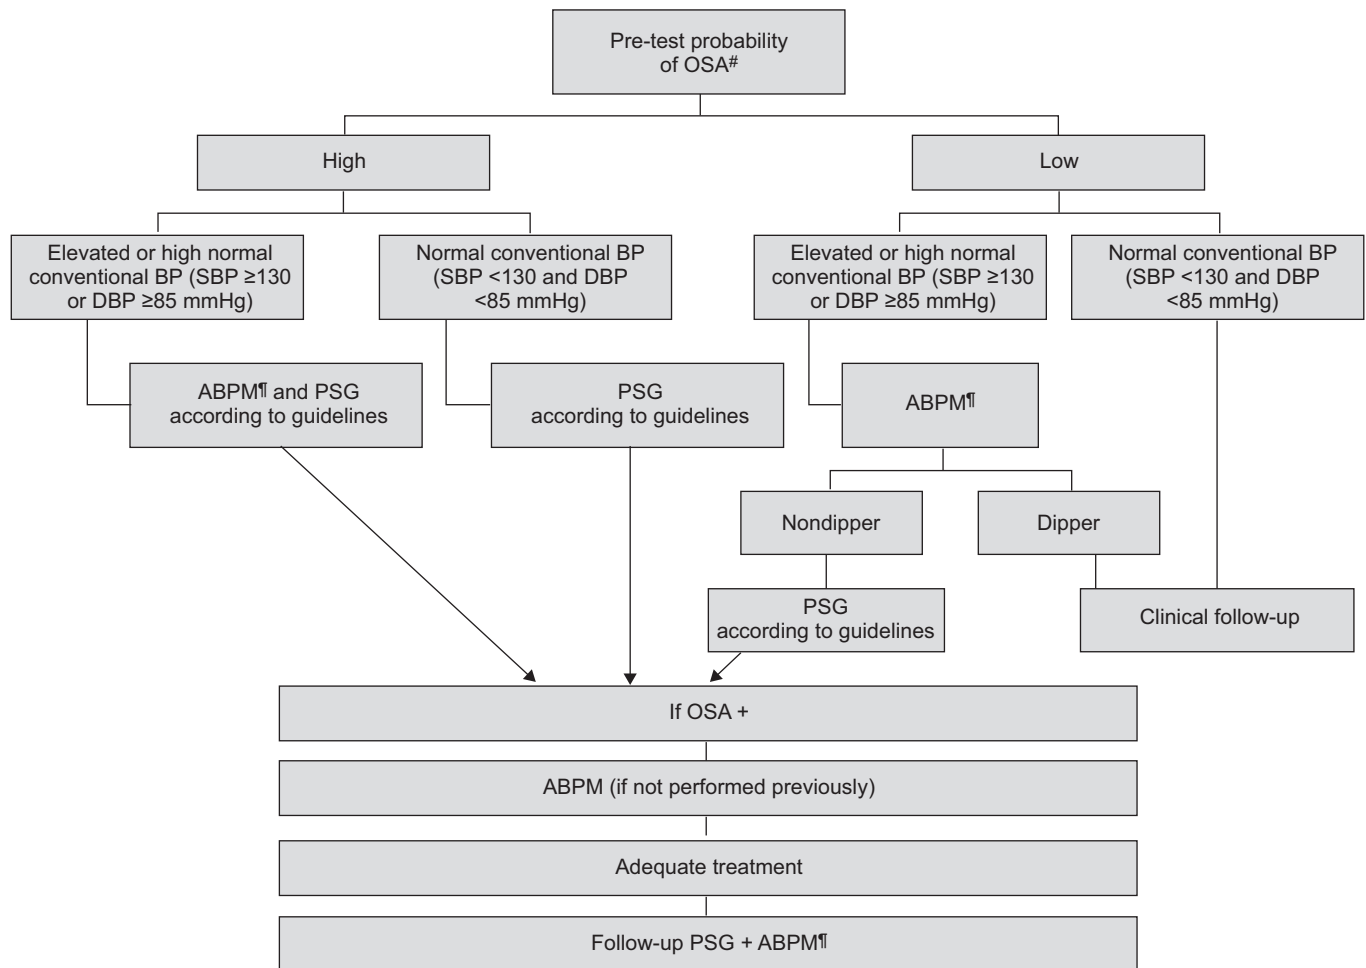 Pre-test probability
of OSA#
High
Low
Elevated or high normal
conventional BP (SBP ≥130
or DBP ≥85 mmHg)
Normal conventional BP
(SBP <130 and DBP
<85 mmHg)
Elevated or high normal
conventional BP (SBP ≥130
or DBP ≥85 mmHg)
Normal conventional BP
(SBP <130 and DBP
<85 mmHg)
ABPM¶ and PSG
according to guidelines
PSG
according to guidelines
ABPM¶
Nondipper
Dipper
PSG
according to guidelines
Clinical follow-up
If OSA +
ABPM (if not performed previously)
Adequate treatment
Follow-up PSG + ABPM¶